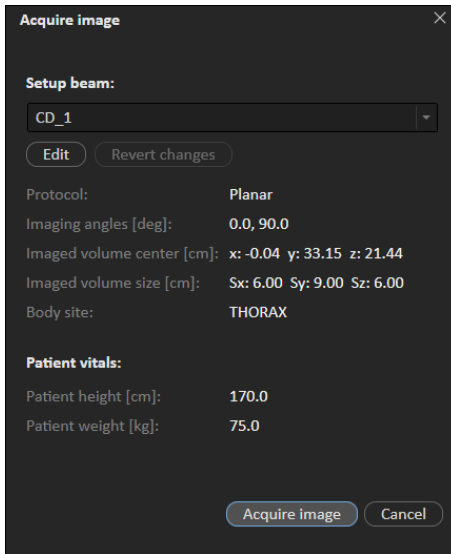 Acquire image
Setup beam:
CD_1
Edit Revert changes
Protocol: Planar
Imaging angles [deg]: 0.0, 90.0
Imaged volume center [cm]: x: -0.04 y: 33.15 z: 21.44
Imaged volume size [cm]: Sx: 6.00 Sy: 9.00 Sz: 6.00
Body site: THORAX
Patient vitals:
Patient height [cm]: 170.0
Patient weight [kg]: 75.0
Acquire image Cancel